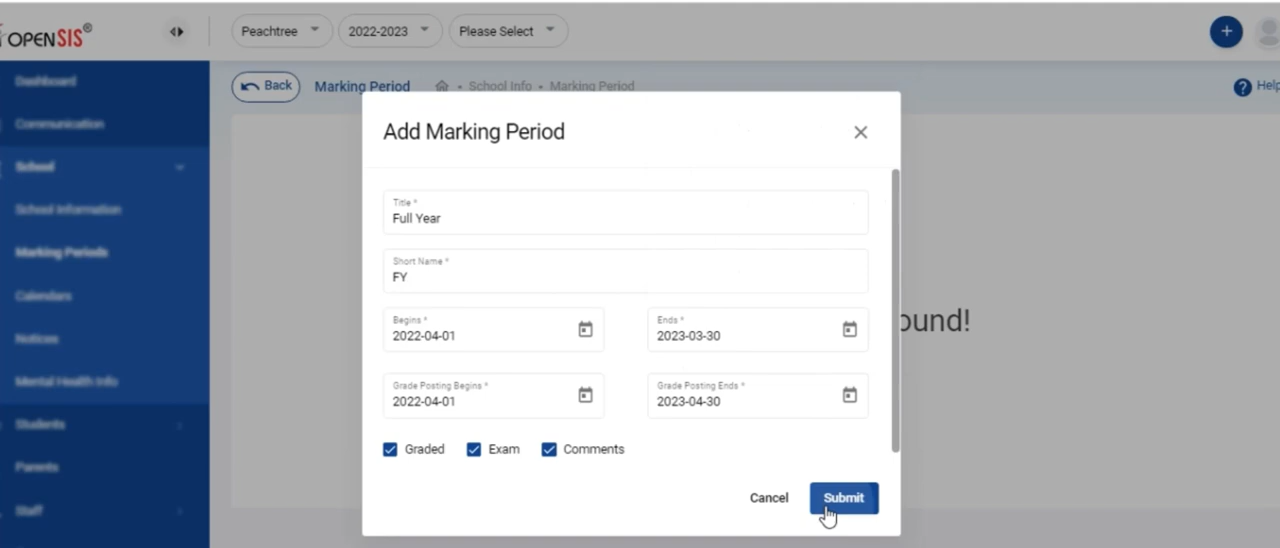 OPENSIS®
Peachtree
2022-2023
Please Select
+
Dashboard
Communication
School
School Information
Marking Periods
Calendars
Notices
Mental Health Info
Students
Parents
Staff
Back
Marking Period
• School Info • Marking Period
? Help
Add Marking Period
Title *
Full Year
Short Name *
FY
Begins *
2022-04-01
Ends *
2023-03-30
ound!
Grade Posting Begins *
2022-04-01
Grade Posting Ends *
2023-04-30
Graded
Exam
Comments
Cancel
Submit